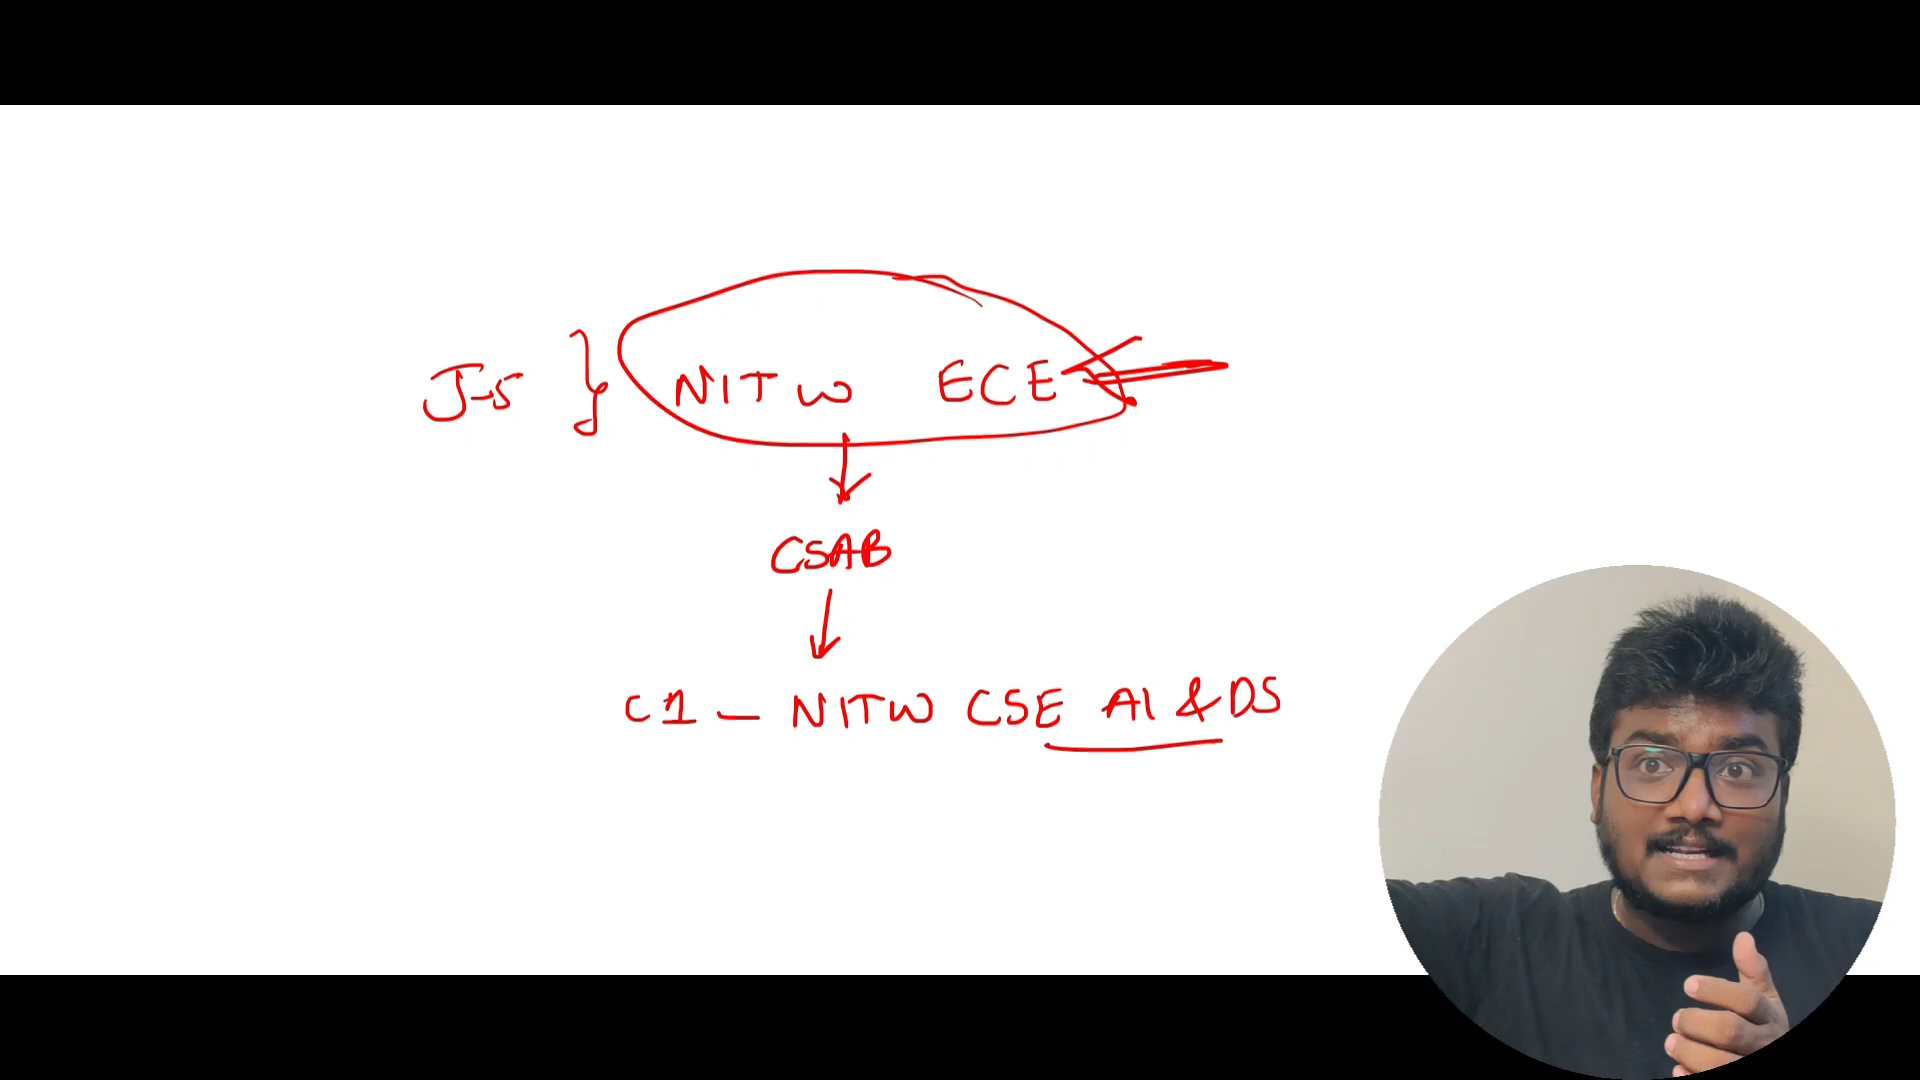 J-5 } NITW ECE
CSAB
C1 - NITW CSE AI & DS